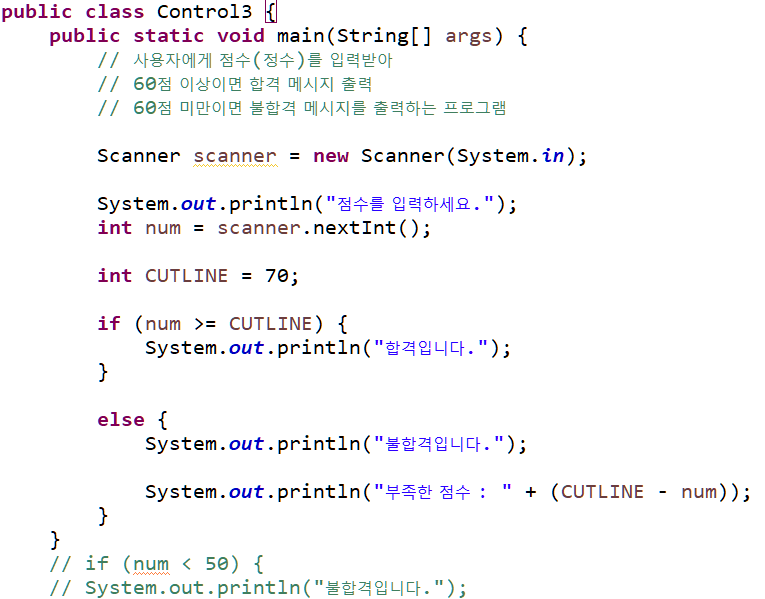 public class Control3 {
public static void main(String[] args) {
// 사용자에게 점수(정수)를 입력받아
// 60점 이상이면 합격 메시지 출력
// 60점 미만이면 불합격 메시지를 출력하는 프로그램
Scanner scanner = new Scanner(System.in);
System.out.println("점수를 입력하세요.");
int num = scanner.nextInt();
int CUTLINE = 70;
if (num >= CUTLINE) {
System.out.println("합격입니다.");
}
else {
System.out.println("불합격입니다.");
System.out.println("부족한 점수 : " + (CUTLINE - num));
}
}
// if (num < 50) {
// System.out.println("불합격입니다.");